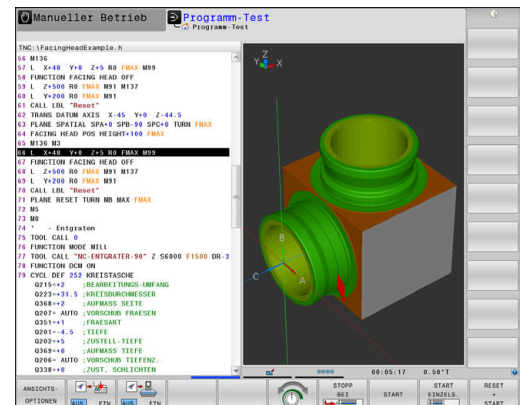 Manueller Betrieb
Programm-Test
Programm-Test
TNC:\FacingHeadExample.h
56 M136
57 L X+48 Y+0 Z+5 R0 FMAX M99
58 FUNCTION FACING HEAD OFF
59 L Z+500 R0 FMAX M91 M137
60 L Y+200 R0 FMAX M91
61 CALL LBL "Reset"
62 TRANS DATUM AXIS X-45 Y+0 Z-44.5
63 PLANE SPATIAL SPA+0 SPB-90 SPC+0 TURN FMAX
64 FACING HEAD POS HEIGHT+100 FMAX
65 M136 M3
66 L X+48 Y+0 Z+5 R0 FMAX M99
67 FUNCTION FACING HEAD OFF
68 L Z+500 R0 FMAX M91 M137
69 L Y+200 R0 FMAX M91
70 CALL LBL "Reset"
71 PLANE RESET TURN MB MAX FMAX
72 M5
73 M0
74 * - Entgraten
75 TOOL CALL 0
76 FUNCTION MODE MILL
77 TOOL CALL "NC-ENTGRATER-90" Z S6000 F1500 DR-3
78 FUNCTION DCM ON
79 CYCL DEF 252 KREISTASCHE
Q215=+2 ;BEARBEITUNGS-UMFANG
Q223=+31.5 ;KREISDURCHMESSER
Q368=+2 ;AUFMASS SEITE
Q207= AUTO ;VORSCHUB FRAESEN
Q351=+1 ;FRAESART
Q201=-4.5 ;TIEFE
Q202=+5 ;ZUSTELL-TIEFE
Q369=+0 ;AUFMASS TIEFE
Q206= AUTO ;VORSCHUB TIEFENZ.
Q338=+0 ;ZUST. SCHLICHTEN
Z
Y X
B
C A
00:05:17 0.50*T
ANSICHTS-
OPTIONEN
AUS EIN
AUS EIN
STOPP
BEI
START
START
EINZELS.
RESET
+
START